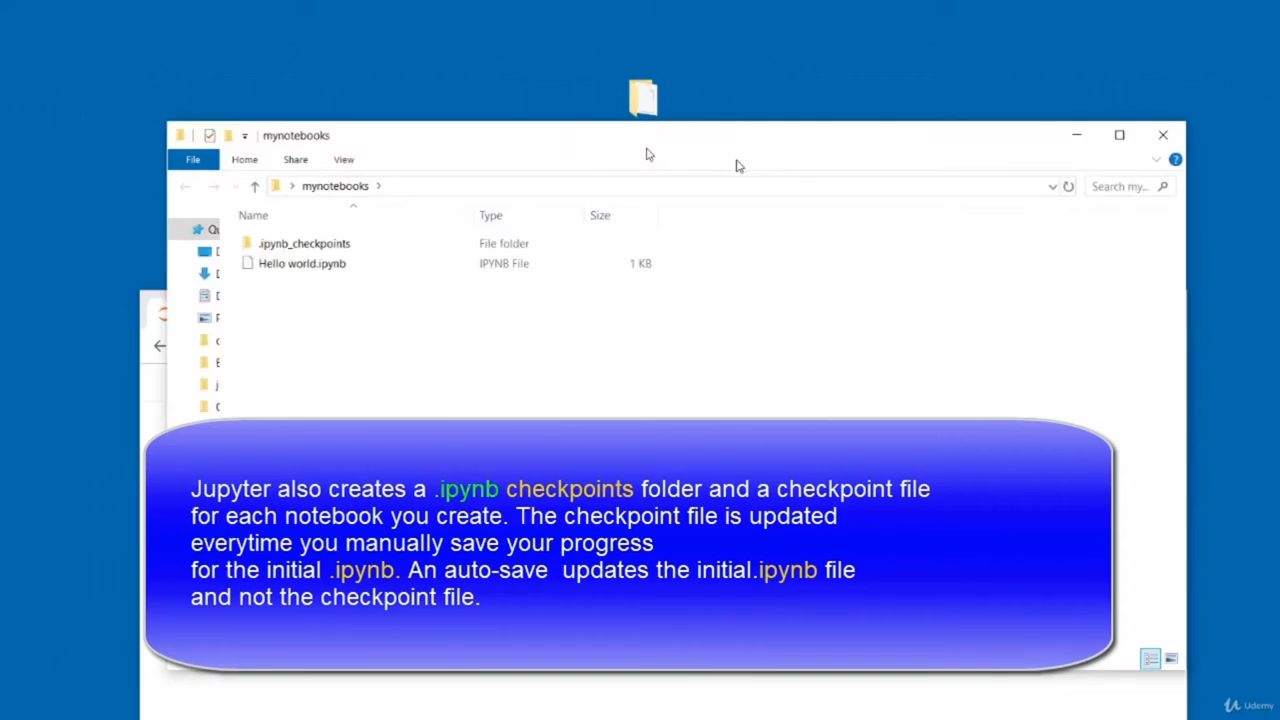 mynotebooks
File Home Share View
mynotebooks
Search my...
Name Type Size
.ipynb_checkpoints File folder
Hello world.ipynb IPYNB File 1 KB
Jupyter also creates a .ipynb checkpoints folder and a checkpoint file
for each notebook you create. The checkpoint file is updated
everytime you manually save your progress
for the initial .ipynb. An auto-save updates the initial.ipynb file
and not the checkpoint file.
Udemy